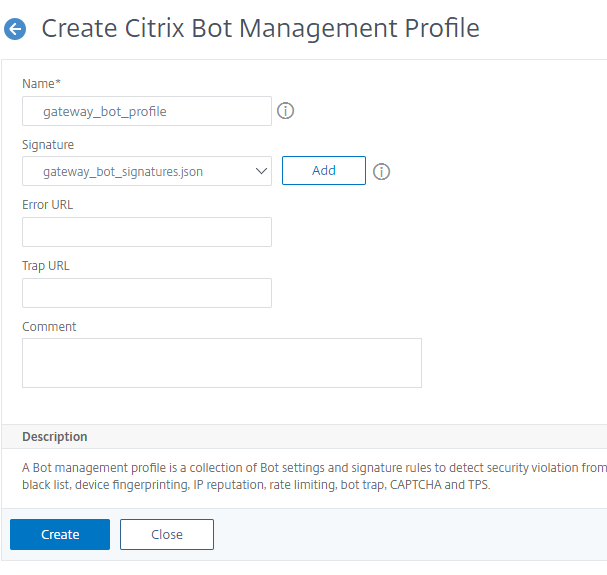 Create Citrix Bot Management Profile
Name*
gateway_bot_profile
Signature
gateway_bot_signatures.json
Add
Error URL
Trap URL
Comment
Description
A Bot management profile is a collection of Bot settings and signature rules to detect security violation from
black list, device fingerprinting, IP reputation, rate limiting, bot trap, CAPTCHA and TPS.
Create Close